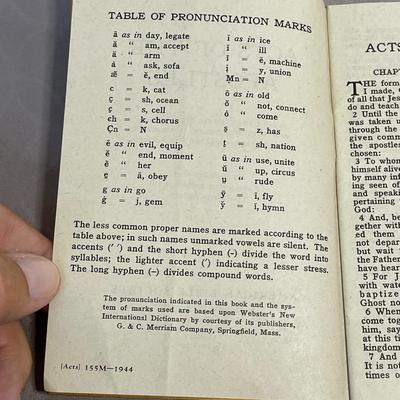 TABLE OF PRONUNCIATION MARKS
ā as in day, legate
ă " am, accept
ä " arm
ȧ " ask, sofa
æ = ē, end
c = k, cat
ç = sh, ocean
ç = s, cell
ch = k, chorus
Çn = N
ē as in evil, equip
ĕ " end, moment
ẽ " her
e = ā, obey
g as in go
ġ = j, gem
ī as in ice
ĭ " ill
ï = ē, machine
i = y, union
Mn = N
ō as in old
ŏ " not, connect
ȯ " come
ş = z, has
t = sh, nation
ū as in use, unite
ŭ " up, circus
u " rude
ȳ = ī, fly
y̆ = ĭ, hymn
The less common proper names are marked according to the
table above; in such names unmarked vowels are silent. The
accents (′ ′) and the short hyphen (-) divide the word into
syllables; the lighter accent (′) indicating a lesser stress.
The long hyphen (–) divides compound words.
The pronunciation indicated in this book and the sys-
tem of marks used are based upon Webster's New
International Dictionary by courtesy of its publishers,
G. & C. Merriam Company, Springfield, Mass.
[Acts] 155M—1944
ACTS
CHAP
THE form
I made, O
of all that Jes
do and teach
2 Until the
was taken u
through the
given comm
the apostles
chosen:
3 To whom
himself alive
by many infa
ing seen of
and speakin
pertaining
God:
4 And, be
gether with
ed them
not depar
but wait
the Father
have hear
5 For J
with wate
baptize
Ghost no
6 When
come tog
him, say
at this
kingdom
7 And
It is no
times o